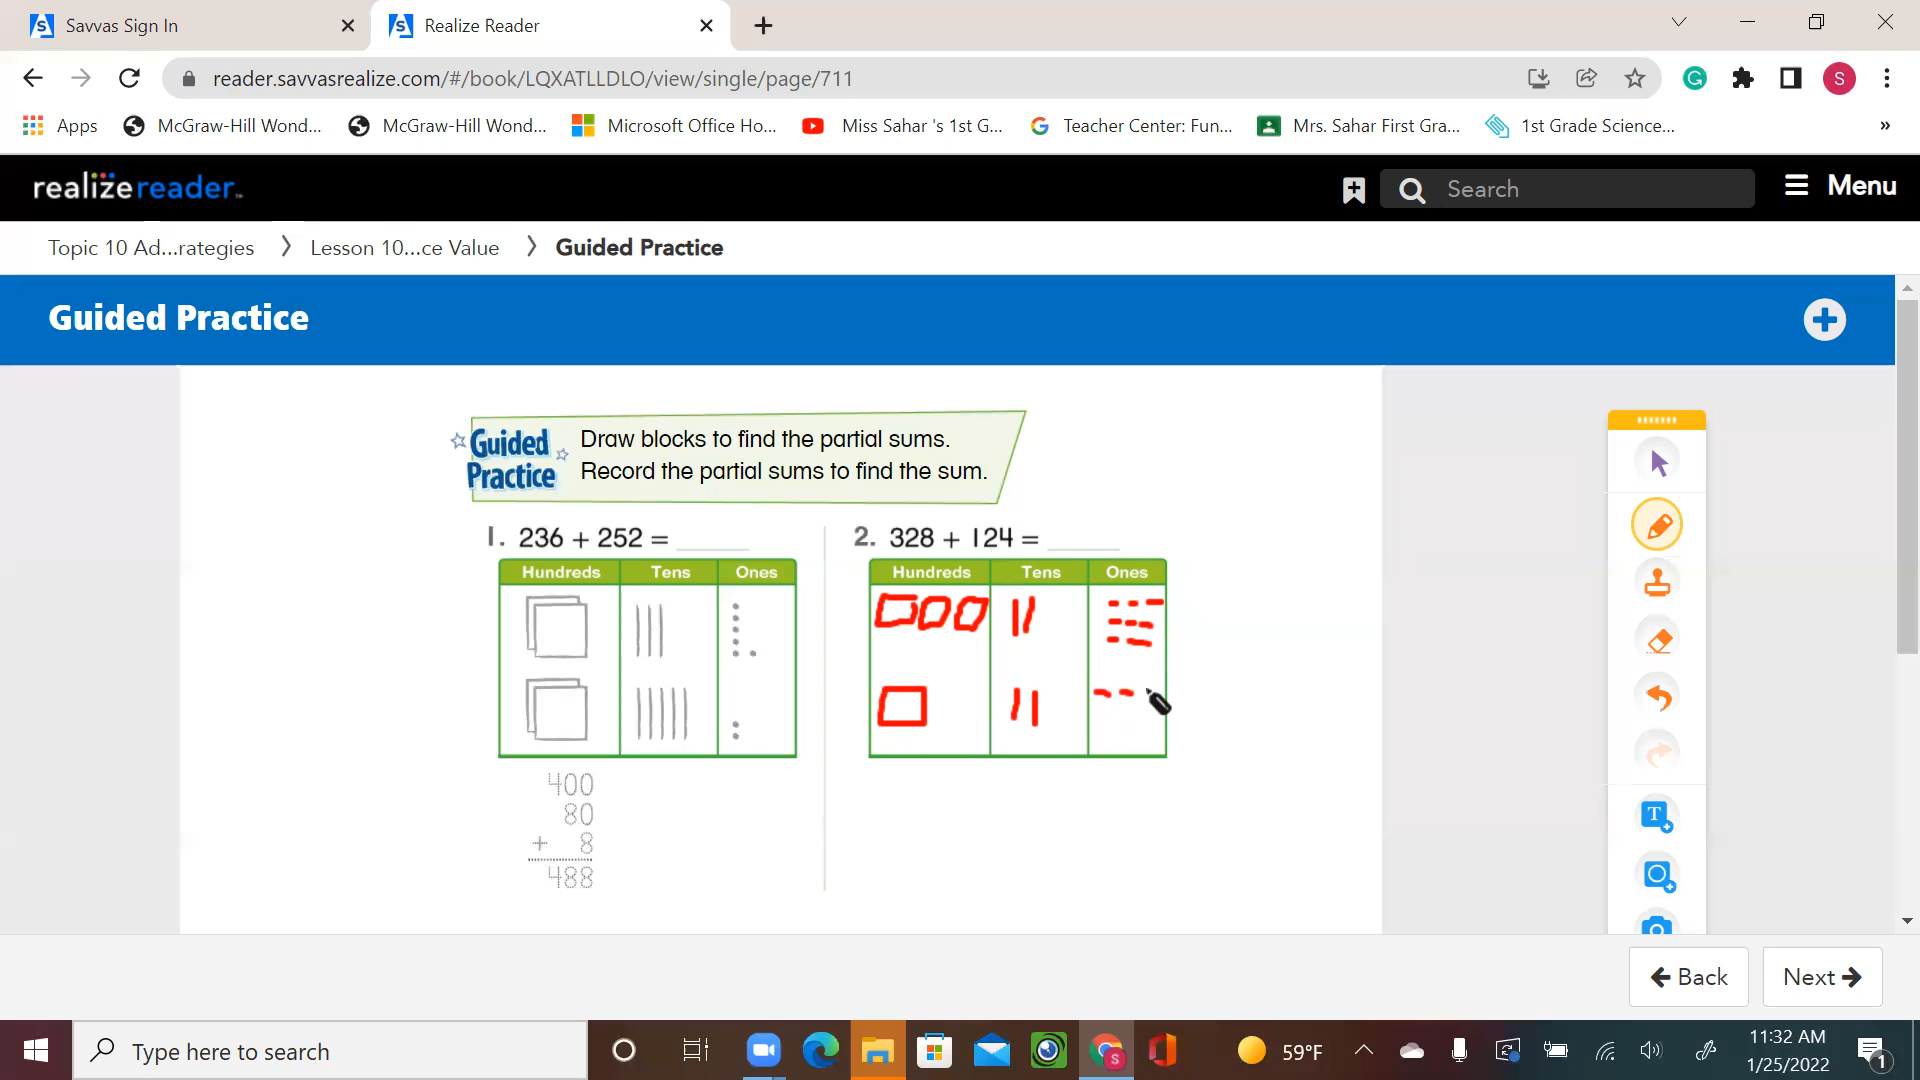 Savvas Sign In
Realize Reader
reader.savvasrealize.com/#/book/LQXATLLDLO/view/single/page/711
S
Apps
McGraw-Hill Wond...
McGraw-Hill Wond...
Microsoft Office Ho...
Miss Sahar 's 1st G...
Teacher Center: Fun...
Mrs. Sahar First Gra...
1st Grade Science...
»
realize reader
Search
Menu
Topic 10 Ad...rategies
Lesson 10...ce Value
Guided Practice
Guided Practice
Guided
Practice
Draw blocks to find the partial sums.
Record the partial sums to find the sum.
1. 236 + 252 = ______
Hundreds Tens Ones
400
80
+ 8
488
2. 328 + 124 = ______
Hundreds Tens Ones
T
Back
Next
Type here to search
59°F
11:32 AM
1/25/2022
1